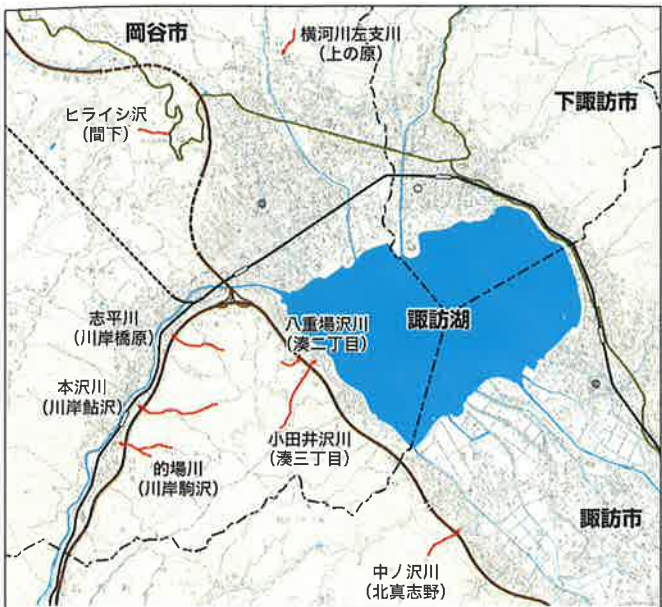 岡谷市
横河川左支川
（上の原）
下諏訪市
ヒライシ沢
（間下）
志平川
（川岸橋原）
八重場沢川
（湊二丁目）
諏訪湖
本沢川
（川岸鮎沢）
小田井沢川
（湊三丁目）
的場川
（川岸駒沢）
諏訪市
中ノ沢川
（北真志野）